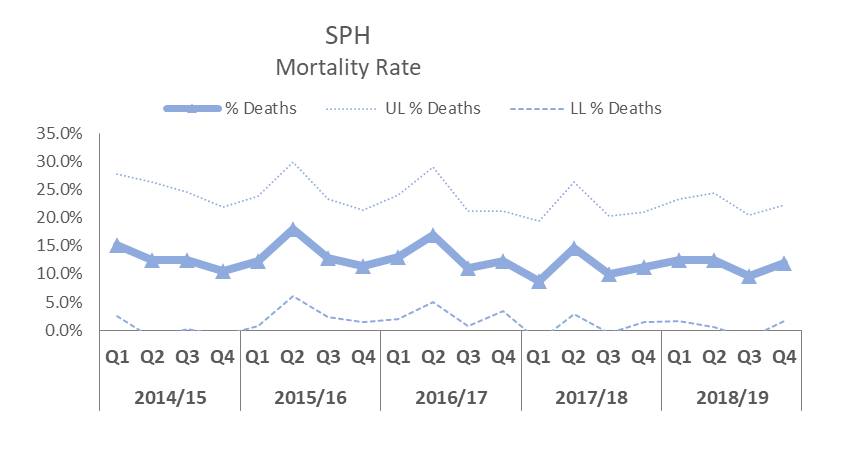 SPH
Mortality Rate
% Deaths UL % Deaths LL % Deaths
35.0%
30.0%
25.0%
20.0%
15.0%
10.0%
5.0%
0.0%
Q1 Q2 Q3 Q4 Q1 Q2 Q3 Q4 Q1 Q2 Q3 Q4 Q1 Q2 Q3 Q4 Q1 Q2 Q3 Q4
2014/15 2015/16 2016/17 2017/18 2018/19